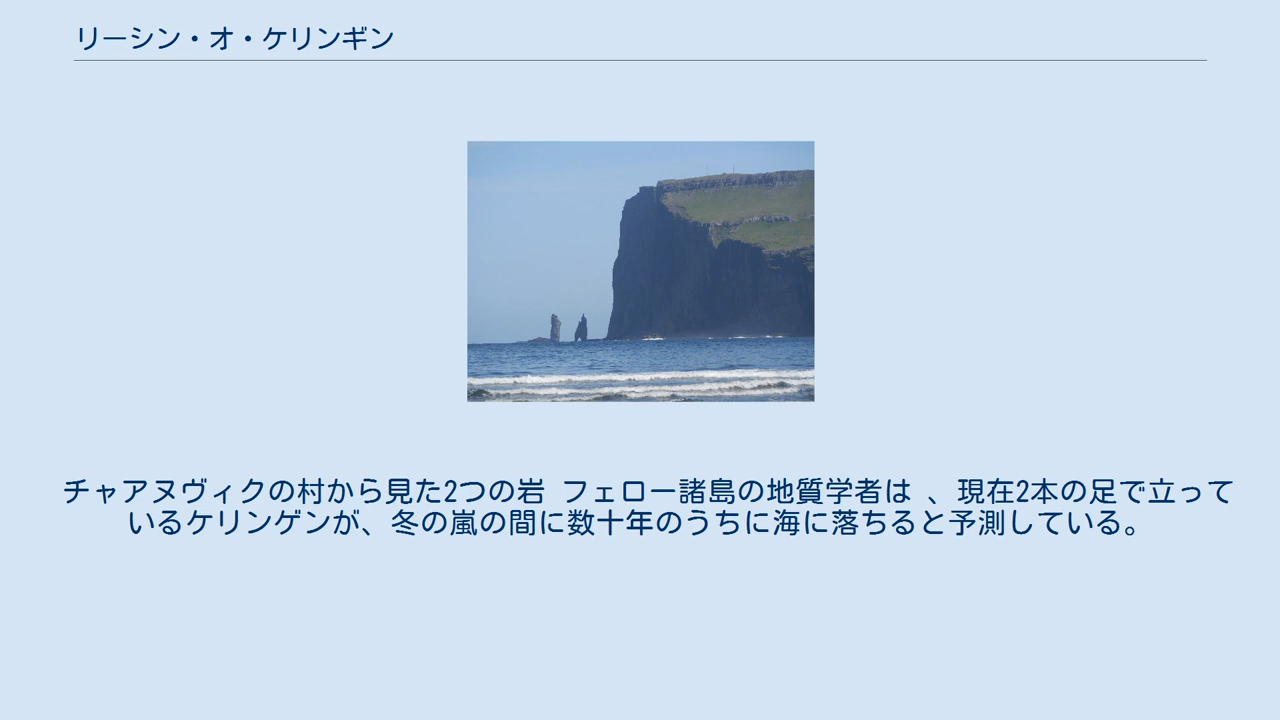 リーシン・オ・ケリンギン
チャアヌヴィクの村から見た2つの岩 フェロー諸島の地質学者は 、現在2本の足で立って
いるケリンゲンが、冬の嵐の間に数十年のうちに海に落ちると予測している。